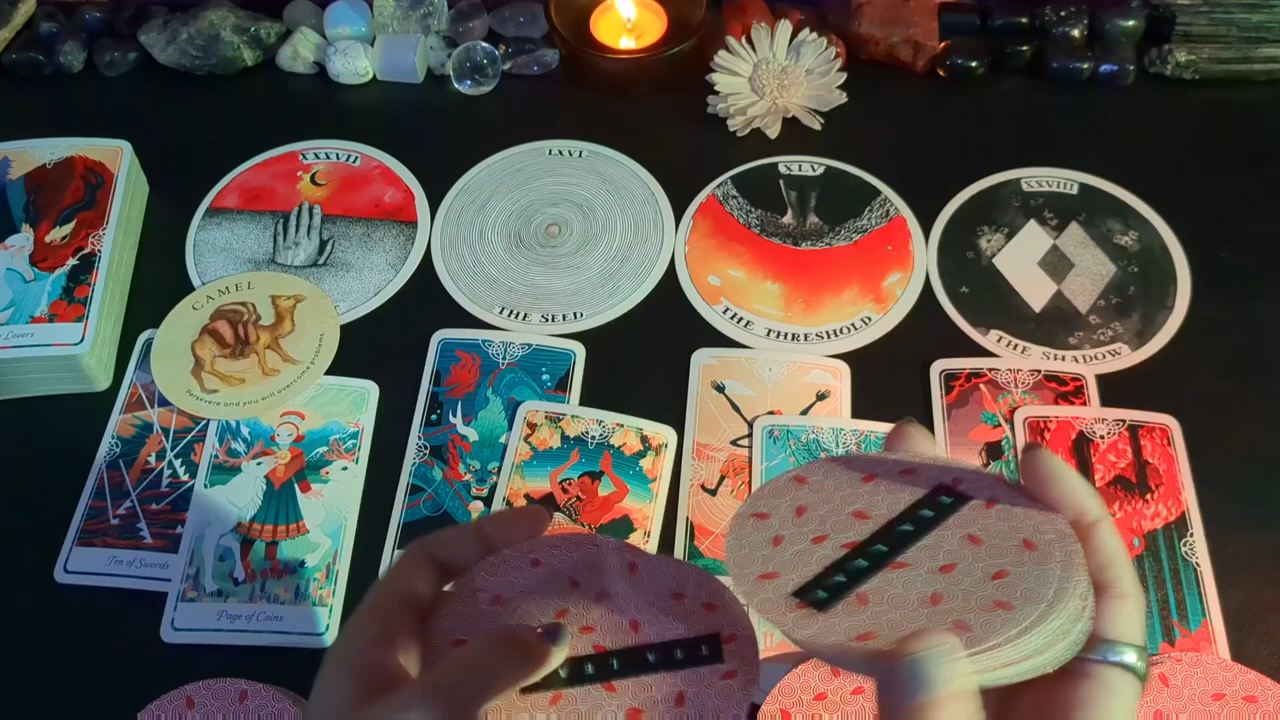 XXXVII
LXVI
XLV
XXVIII
THE SEED
THE THRESHOLD
THE SHADOW
Lovers
CAMEL
Persevere and you will overcome problems.
Ten of Swords
Page of Coins